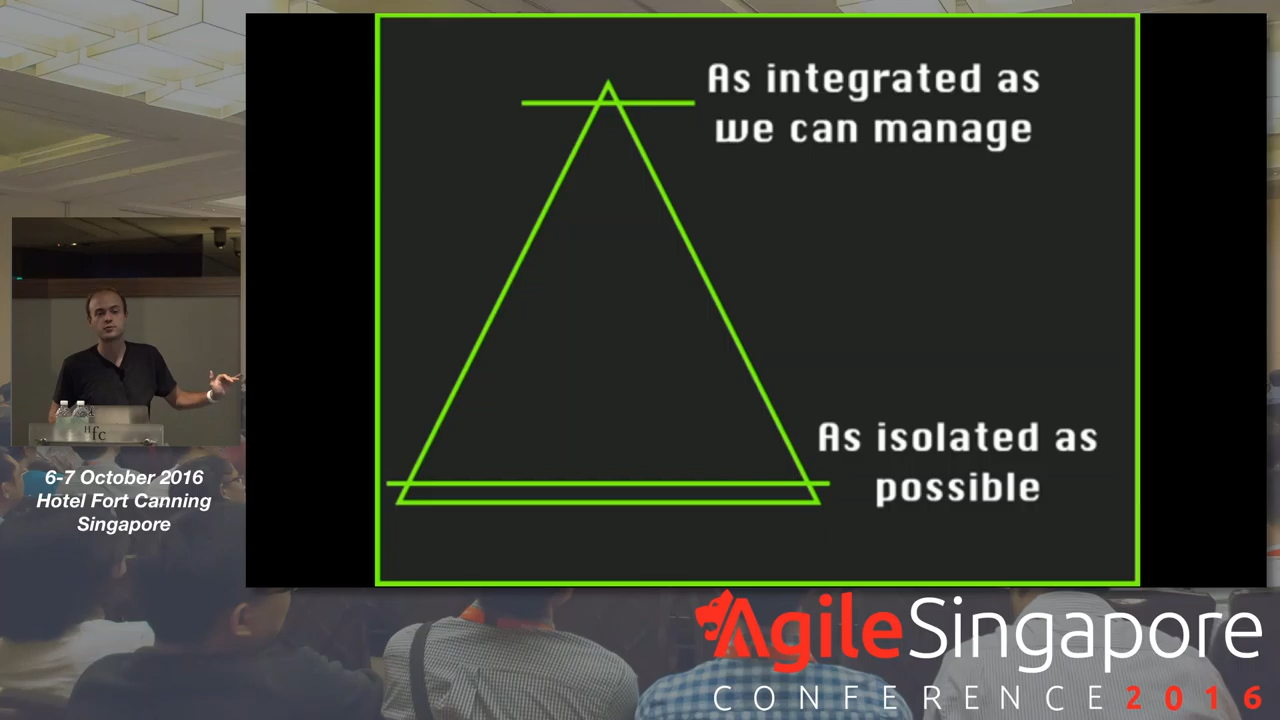 As integrated as
we can manage
As isolated as
possible
6-7 October 2016
Hotel Fort Canning
Singapore
AgileSingapore
CONFERENCE 2016